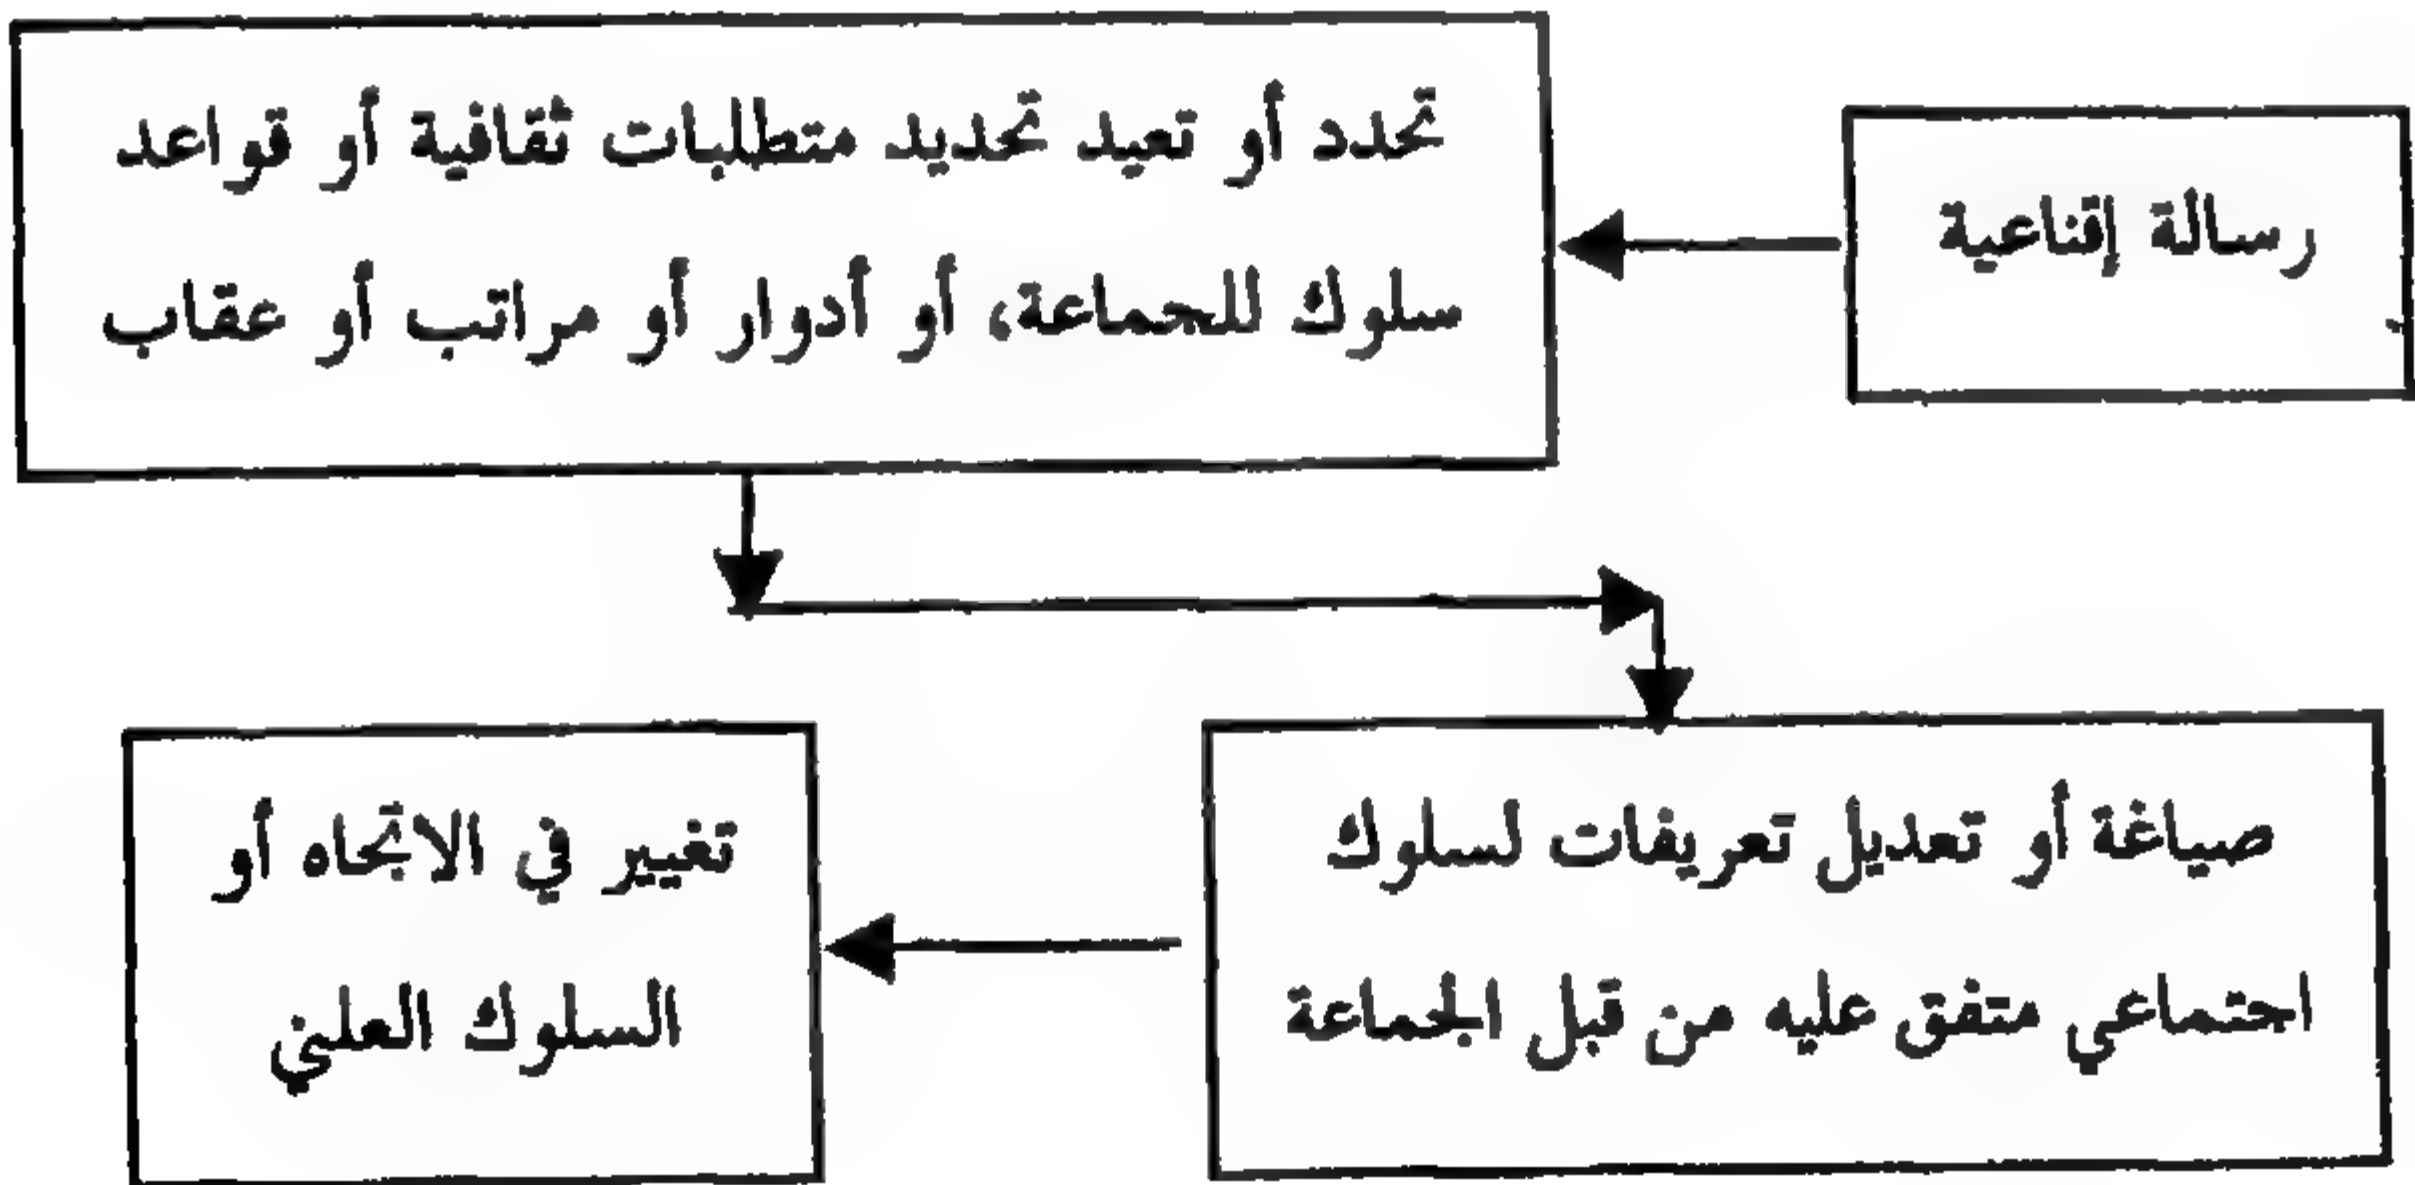 رسالة إقناعية
تحدد أو تعيد تحديد متطلبات ثقافية أو قواعد
سلوك للجماعة، أو أدوار أو مراتب أو عقاب
صياغة أو تعديل تعريفات لسلوك
اجتماعي متفق عليه من قبل الجماعة
تغيير في الاتجاه أو
السلوك العلني